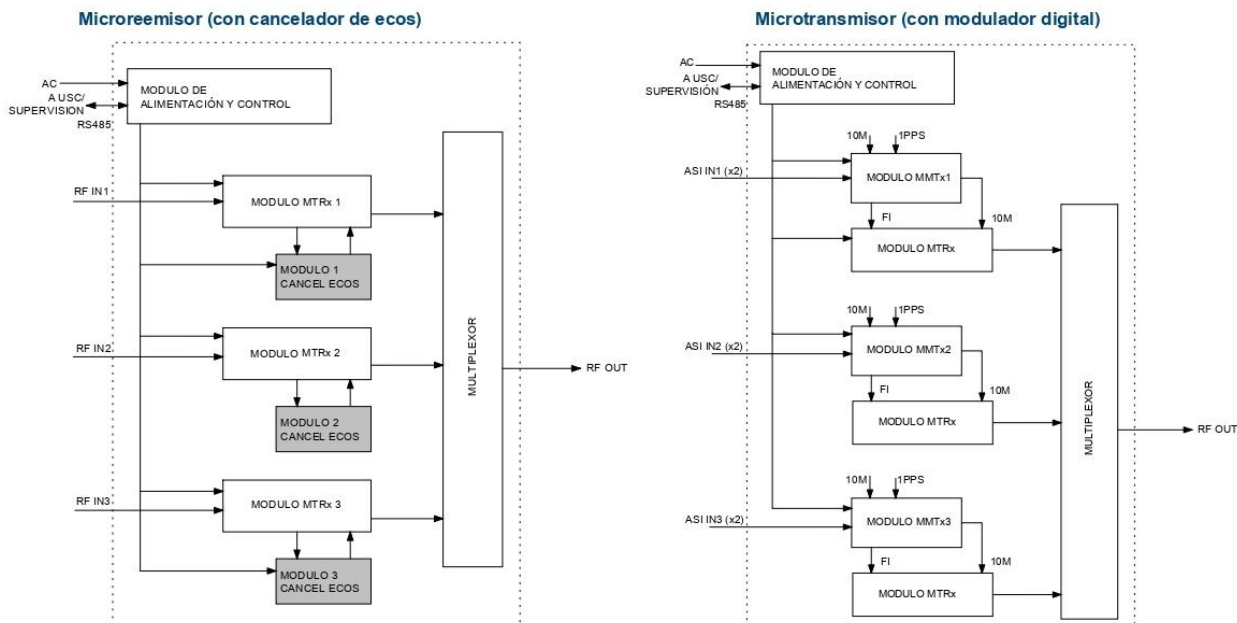 Microreemisor (con cancelador de ecos)
AC
A USC/
SUPERVISION
RS485
MODULO DE
ALIMENTACIÓN Y CONTROL
RF IN1
MODULO MTRx 1
MODULO 1
CANCEL ECOS
RF IN2
MODULO MTRx 2
MODULO 2
CANCEL ECOS
RF IN3
MODULO MTRx 3
MODULO 3
CANCEL ECOS
MULTIPLEXOR
RF OUT
Microtransmisor (con modulador digital)
AC
A USC/
SUPERVISIÓN
RS485
MODULO DE
ALIMENTACIÓN Y CONTROL
10M
1PPS
ASI IN1 (x2)
MODULO MMTx1
FI
10M
MODULO MTRx
10M
1PPS
ASI IN2 (x2)
MODULO MMTx2
FI
10M
MODULO MTRx
10M
1PPS
ASI IN3 (x2)
MODULO MMTx3
FI
10M
MODULO MTRx
MULTIPLEXOR
RF OUT